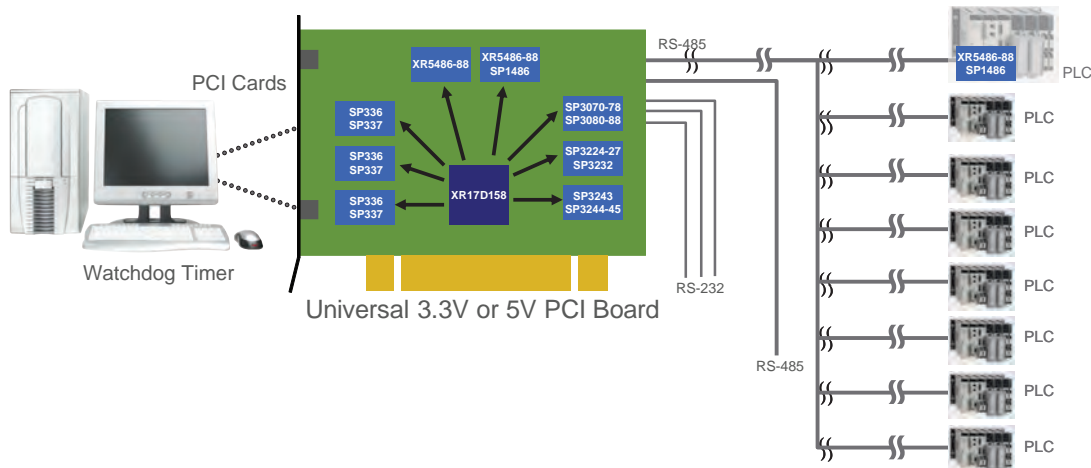 PCI Cards
Watchdog Timer
XR5486-88
XR5486-88
SP1486
SP336
SP337
SP336
SP337
SP336
SP337
XR17D158
SP3070-78
SP3080-88
SP3224-27
SP3232
SP3243
SP3244-45
Universal 3.3V or 5V PCI Board
RS-485
RS-232
RS-485
XR5486-88
SP1486
PLC
PLC
PLC
PLC
PLC
PLC
PLC
PLC